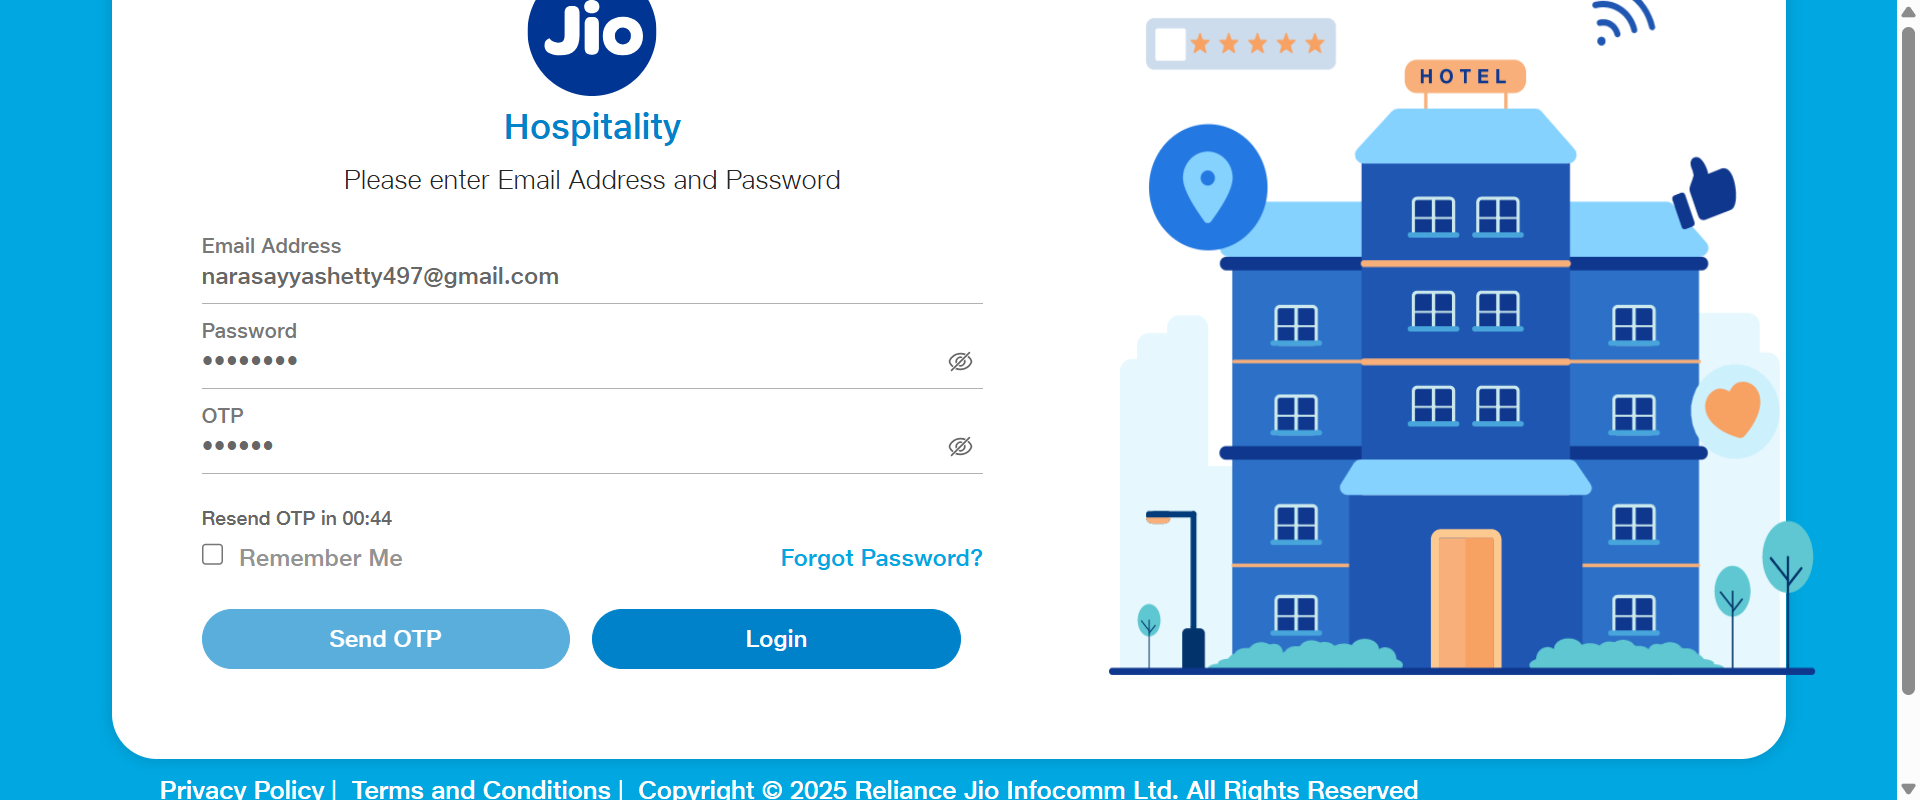 Jio
Hospitality
Please enter Email Address and Password
Email Address
narasayyashetty497@gmail.com
Password
••••••••
OTP
••••••
Resend OTP in 00:44
Remember Me
Forgot Password?
Send OTP
Login
HOTEL
Privacy Policy | Terms and Conditions | Copyright © 2025 Reliance Jio Infocomm Ltd. All Rights Reserved